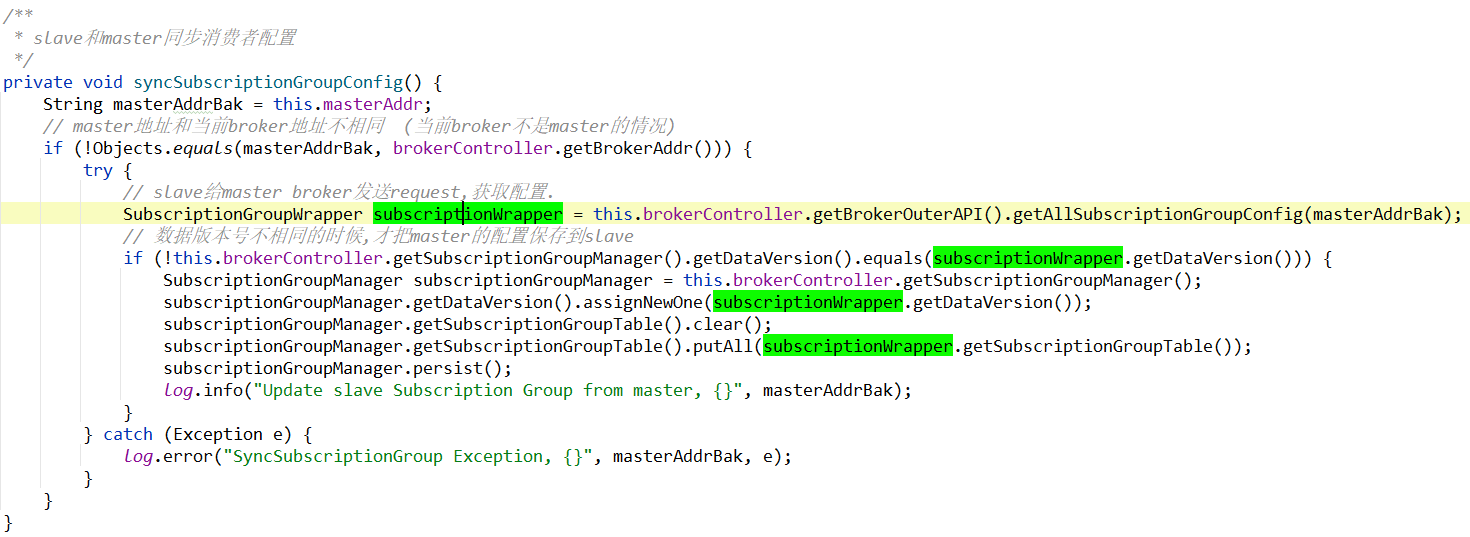 /**
 * slave和master同步消费者配置
 */
private void syncSubscriptionGroupConfig() {
    String masterAddrBak = this.masterAddr;
    // master地址和当前broker地址不相同 (当前broker不是master的情况)
    if (!Objects.equals(masterAddrBak, brokerController.getBrokerAddr())) {
        try {
            // slave给master broker发送request,获取配置.
            SubscriptionGroupWrapper subscriptionWrapper = this.brokerController.getBrokerOuterAPI().getAllSubscriptionGroupConfig(masterAddrBak);
            // 数据版本号不相同的时候,才把master的配置保存到slave
            if (!this.brokerController.getSubscriptionGroupManager().getDataVersion().equals(subscriptionWrapper.getDataVersion())) {
                SubscriptionGroupManager subscriptionGroupManager = this.brokerController.getSubscriptionGroupManager();
                subscriptionGroupManager.getDataVersion().assignNewOne(subscriptionWrapper.getDataVersion());
                subscriptionGroupManager.getSubscriptionGroupTable().clear();
                subscriptionGroupManager.getSubscriptionGroupTable().putAll(subscriptionWrapper.getSubscriptionGroupTable());
                subscriptionGroupManager.persist();
                log.info("Update slave Subscription Group from master, {}", masterAddrBak);
            }
        } catch (Exception e) {
            log.error("SyncSubscriptionGroup Exception, {}", masterAddrBak, e);
        }
    }
}